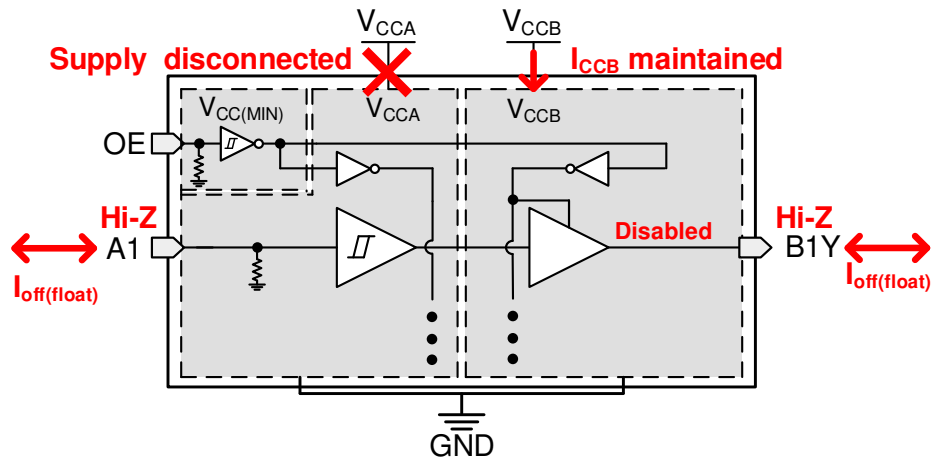 V_CCA V_CCB
Supply disconnected I_CCB maintained
V_CC(MIN) V_CCA V_CCB
OE
Hi-Z Hi-Z
Disabled
A1 B1Y
I_off(float) I_off(float)
GND